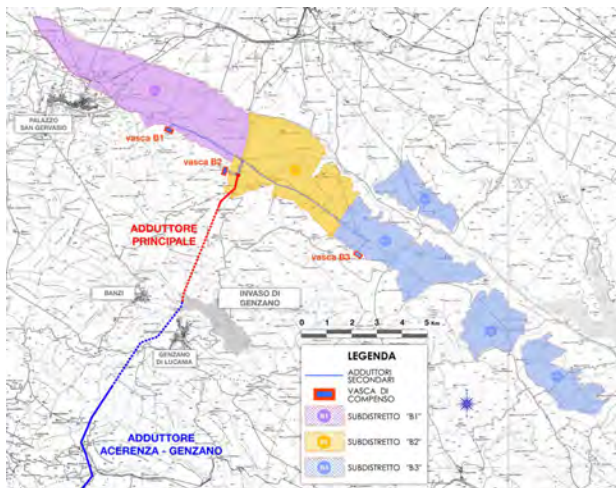 PALAZZO
SAN GERVASIO
vasca B1
vasca B2
ADDUTTORE
PRINCIPALE
vasca B3
BANZI
INVASO DI
GENZANO
GENZANO
DI LUCANIA
0 1 2 3 4 5 Km
LEGENDA
ADDUTTORI
SECONDARI
VASCA DI
COMPENSO
B1 SUBDISTRETTO "B1"
SUBDISTRETTO "B2"
SUBDISTRETTO "B3"
ADDUTTORE
ACERENZA - GENZANO